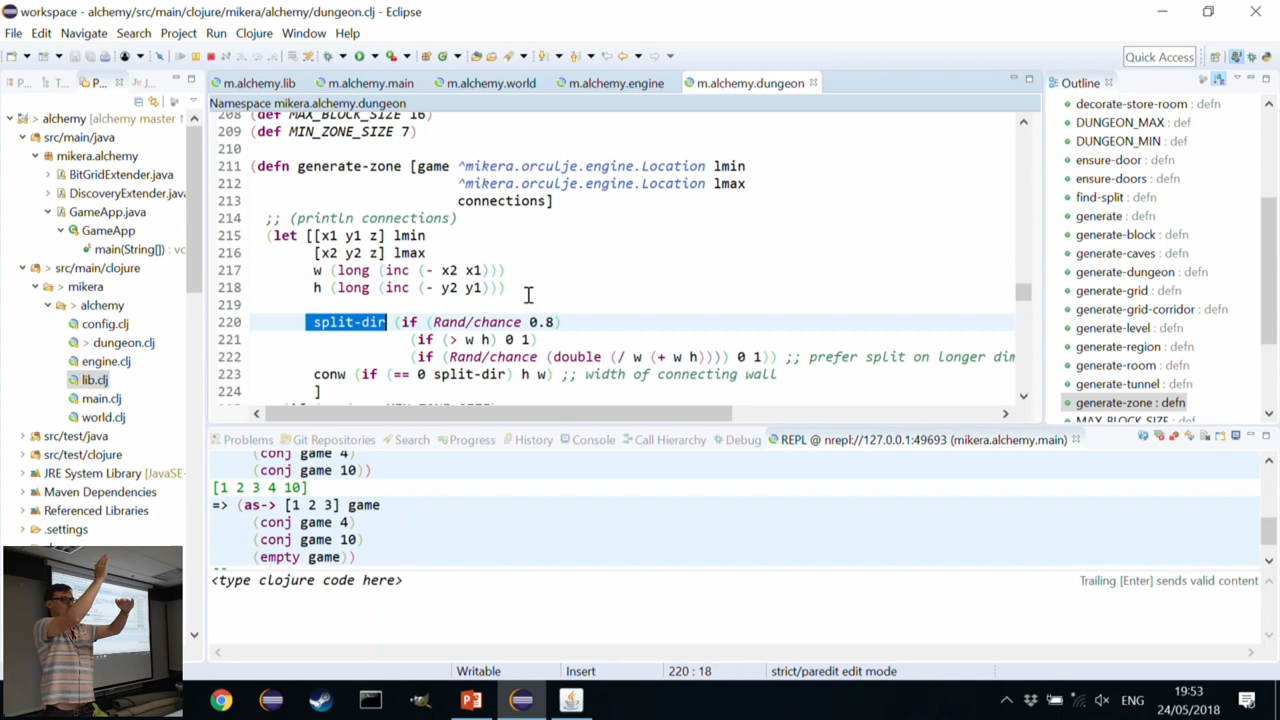 workspace - alchemy/src/main/clojure/mikera/alchemy/dungeon.clj - Eclipse
File Edit Navigate Search Project Run Clojure Window Help
Quick Access
P... T... P... J...
alchemy [alchemy master]
src/main/java
mikera.alchemy
BitGridExtender.java
DiscoveryExtender.java
GameApp.java
GameApp
main(String[]) : vo
src/main/clojure
mikera
alchemy
config.clj
> dungeon.clj
engine.clj
lib.clj
main.clj
world.clj
src/test/java
src/test/clojure
JRE System Library [JavaSE-
Maven Dependencies
Referenced Libraries
.settings
m.alchemy.lib m.alchemy.main m.alchemy.world m.alchemy.engine m.alchemy.dungeon
Namespace mikera.alchemy.dungeon
208 (def MAX_BLOCK_SIZE 16)
209 (def MIN_ZONE_SIZE 7)
210
211 (defn generate-zone [game ^mikera.orculje.engine.Location lmin
212 ^mikera.orculje.engine.Location lmax
213 connections]
214 ;; (println connections)
215 (let [[x1 y1 z] lmin
216 [x2 y2 z] lmax
217 w (long (inc (- x2 x1)))
218 h (long (inc (- y2 y1)))
219
220 split-dir (if (Rand/chance 0.8)
221 (if (> w h) 0 1)
222 (if (Rand/chance (double (/ w (+ w h)))) 0 1)) ;; prefer split on longer dim
223 conw (if (== 0 split-dir) h w) ;; width of connecting wall
224 ]
Outline
decorate-store-room : defn
DUNGEON_MAX : def
DUNGEON_MIN : def
ensure-door : defn
ensure-doors : defn
find-split : defn
generate : defn
generate-block : defn
generate-caves : defn
generate-dungeon : defn
generate-grid : defn
generate-grid-corridor : defn
generate-level : defn
generate-region : defn
generate-room : defn
generate-tunnel : defn
generate-zone : defn
MAX_BLOCK_SIZE : def
Problems Git Repositories Search Progress History Console Call Hierarchy Debug REPL @ nrepl://127.0.0.1:49693 (mikera.alchemy.main)
(conj game 4)
(conj game 10))
[1 2 3 4 10]
=> (as-> [1 2 3] game
(conj game 4)
(conj game 10)
(empty game))
<type clojure code here>
Trailing [Enter] sends valid content
Writable Insert 220 : 18 strict/paredit edit mode
ENG
19:53
24/05/2018